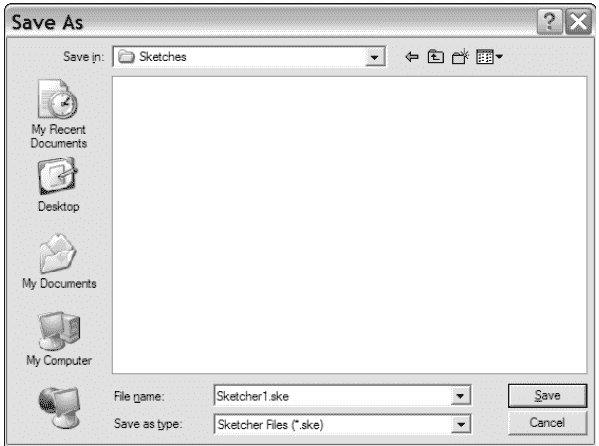 Save As
Save in: Sketches
My Recent
Documents
Desktop
My Documents
My Computer
File name: Sketcher1.ske Save
Save as type: Sketcher Files (*.ske) Cancel